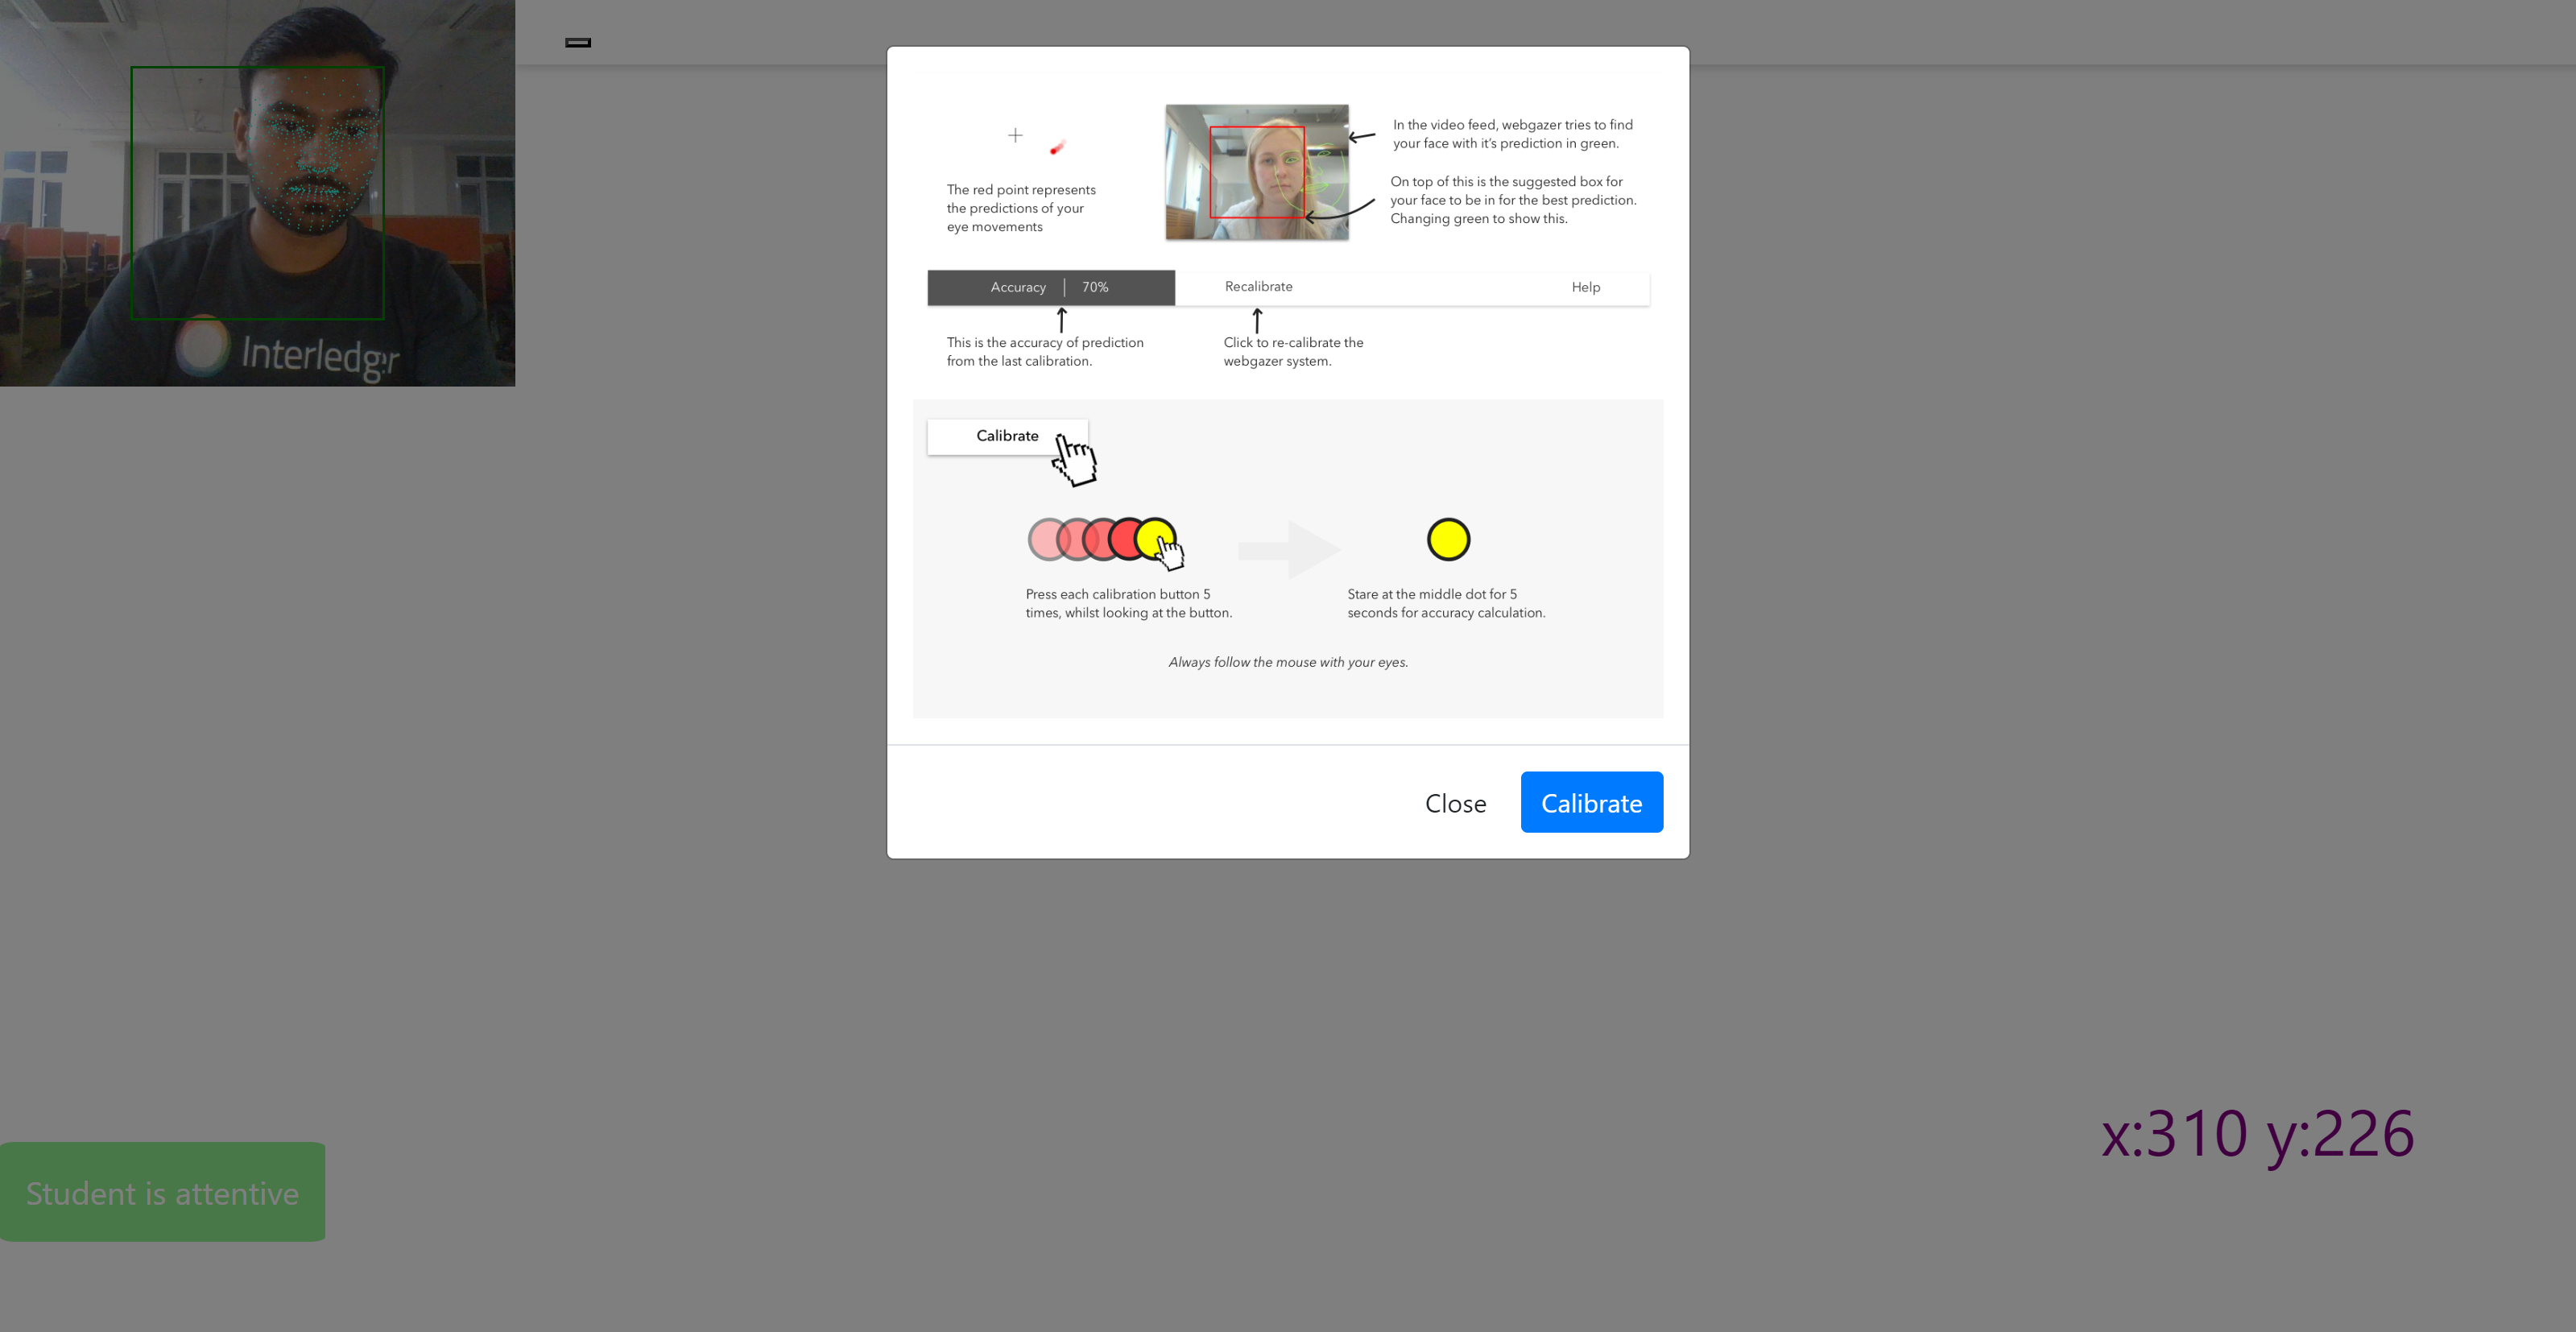 Interledger
The red point represents
the predictions of your
eye movements
In the video feed, webgazer tries to find
your face with it's prediction in green.
On top of this is the suggested box for
your face to be in for the best prediction.
Changing green to show this.
Accuracy | 70%
Recalibrate
Help
This is the accuracy of prediction
from the last calibration.
Click to re-calibrate the
webgazer system.
Calibrate
Press each calibration button 5
times, whilst looking at the button.
Stare at the middle dot for 5
seconds for accuracy calculation.
Always follow the mouse with your eyes.
Close
Calibrate
x:310 y:226
Student is attentive